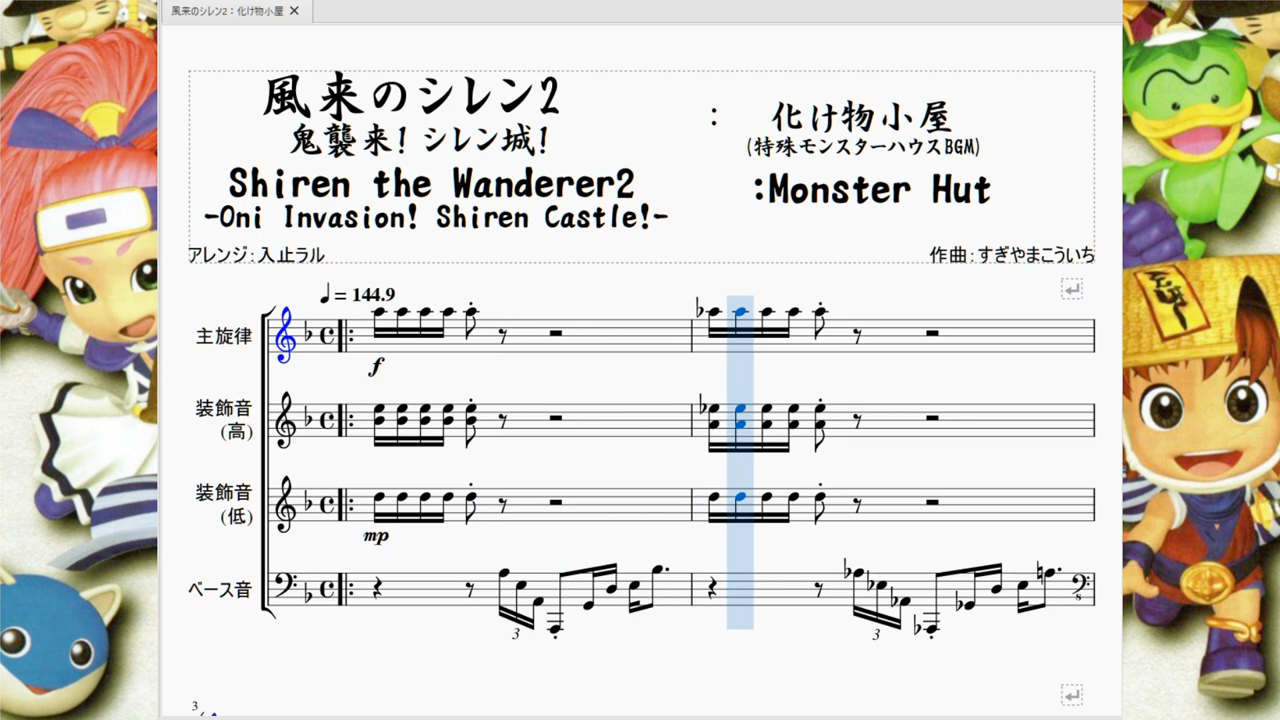 風来のシレン2：化け物小屋 ×
風来のシレン2 : 化け物小屋
鬼襲来! シレン城! (特殊モンスターハウスBGM)
Shiren the Wanderer2 :Monster Hut
-Oni Invasion! Shiren Castle!-
アレンジ:入止ラル 作曲:すぎやまこういち
♩ = 144.9
主旋律
f
装飾音
(高)
装飾音
(低)
mp
ベース音
3 3
8
3